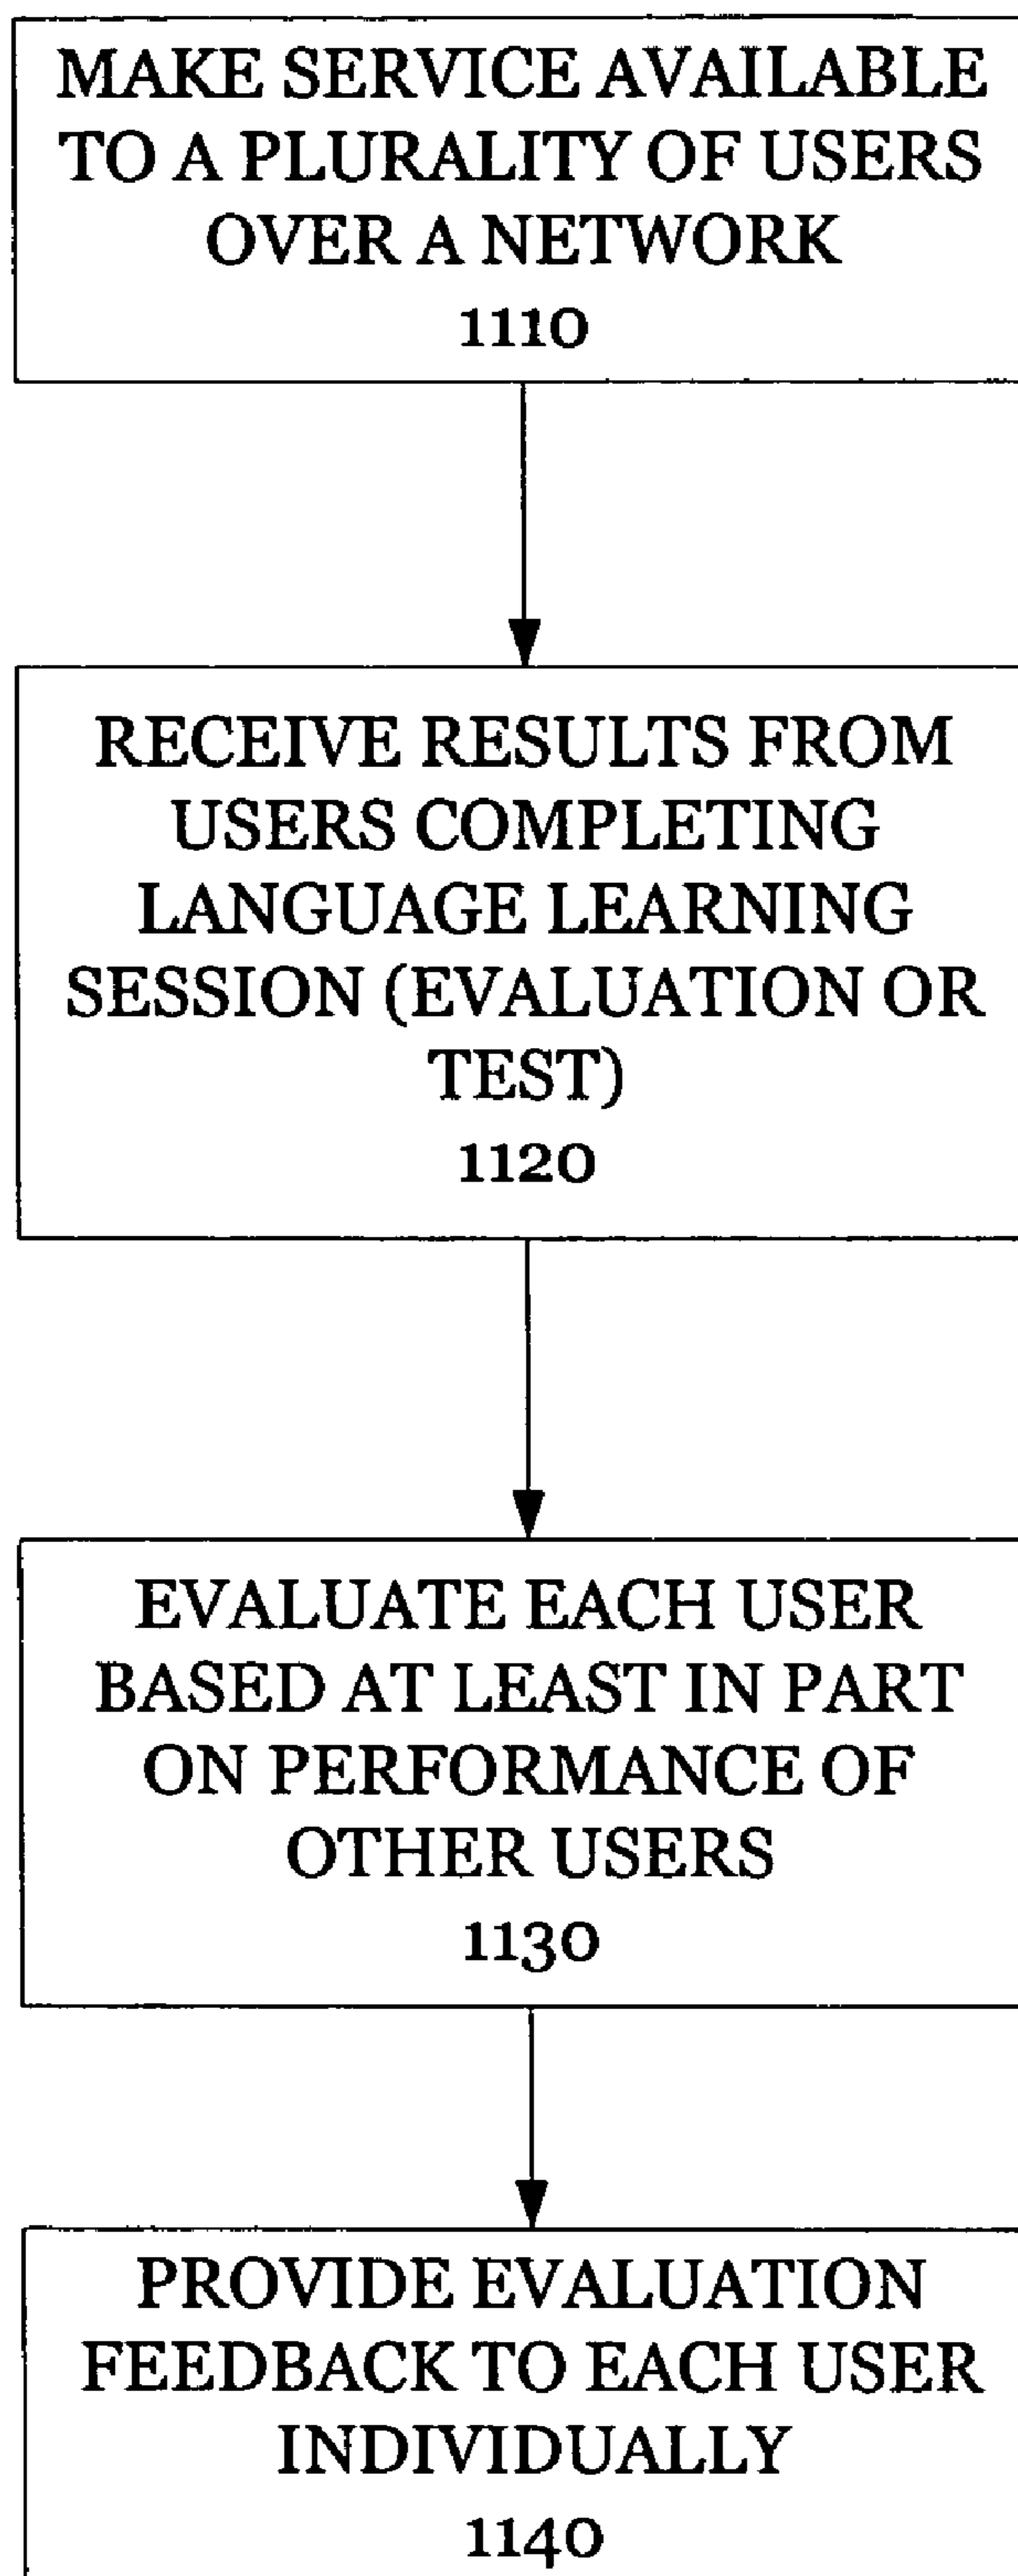 MAKE SERVICE AVAILABLE
TO A PLURALITY OF USERS
OVER A NETWORK
1110
RECEIVE RESULTS FROM
USERS COMPLETING
LANGUAGE LEARNING
SESSION (EVALUATION OR
TEST)
1120
EVALUATE EACH USER
BASED AT LEAST IN PART
ON PERFORMANCE OF
OTHER USERS
1130
PROVIDE EVALUATION
FEEDBACK TO EACH USER
INDIVIDUALLY
1140